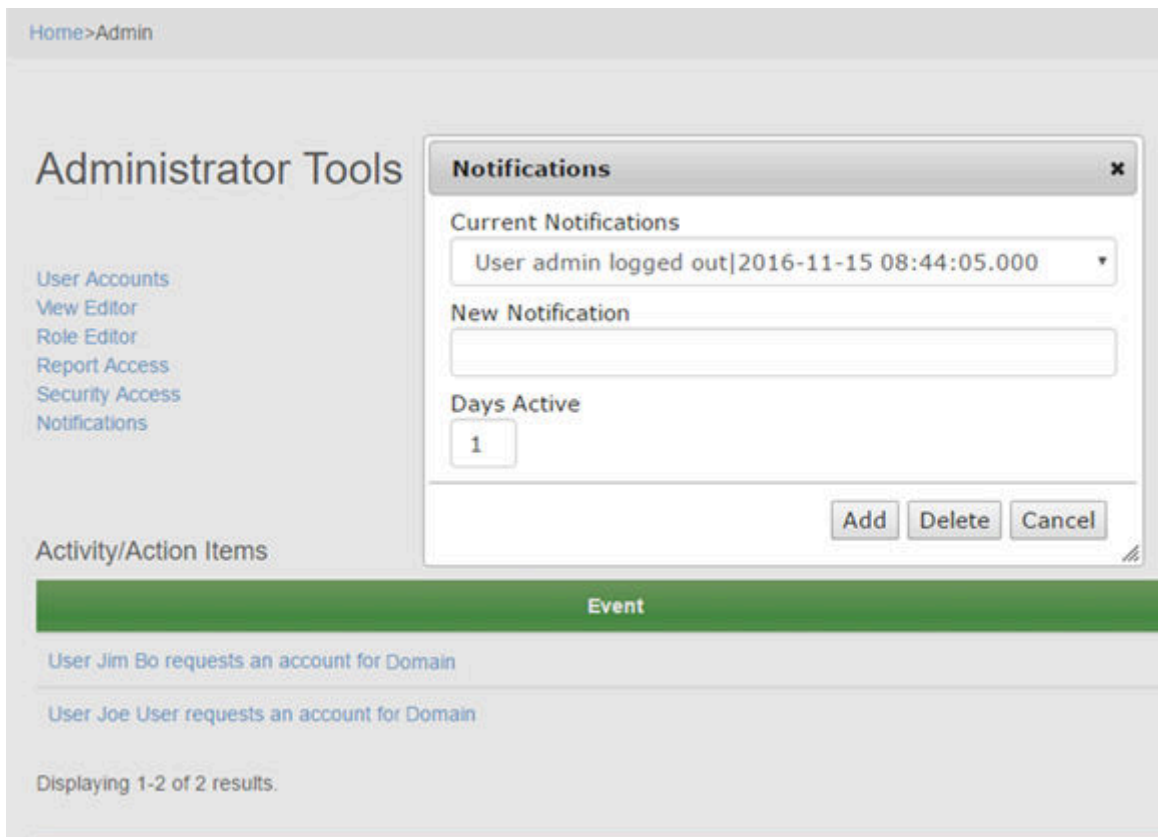 Home>Admin
Administrator Tools
User Accounts
View Editor
Role Editor
Report Access
Security Access
Notifications
Notifications
Current Notifications
User admin logged out|2016-11-15 08:44:05.000
New Notification
Days Active
1
Add Delete Cancel
Activity/Action Items
Event
User Jim Bo requests an account for Domain
User Joe User requests an account for Domain
Displaying 1-2 of 2 results.